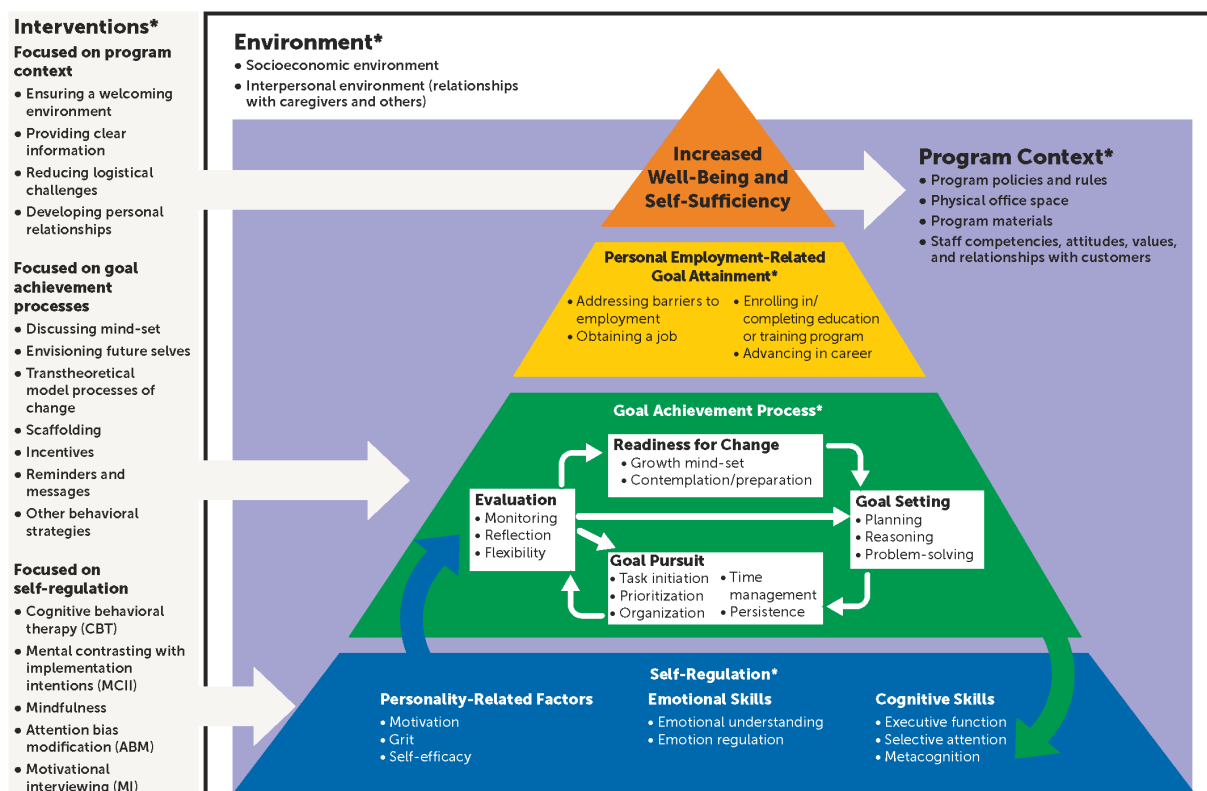 Interventions*
Focused on program
context
● Ensuring a welcoming
environment
● Providing clear
information
● Reducing logistical
challenges
● Developing personal
relationships
Focused on goal
achievement
processes
● Discussing mind-set
● Envisioning future selves
● Transtheoretical
model processes of
change
● Scaffolding
● Incentives
● Reminders and
messages
● Other behavioral
strategies
Focused on
self-regulation
● Cognitive behavioral
therapy (CBT)
● Mental contrasting with
implementation
intentions (MCII)
● Mindfulness
● Attention bias
modification (ABM)
● Motivational
interviewing (MI)
Environment*
● Socioeconomic environment
● Interpersonal environment (relationships
with caregivers and others)
Increased
Well-Being and
Self-Sufficiency
Program Context*
● Program policies and rules
● Physical office space
● Program materials
● Staff competencies, attitudes, values,
and relationships with customers
Personal Employment-Related
Goal Attainment*
• Addressing barriers to
employment
• Obtaining a job
• Enrolling in/
completing education
or training program
• Advancing in career
Goal Achievement Process*
Readiness for Change
• Growth mind-set
• Contemplation/preparation
Evaluation
• Monitoring
• Reflection
• Flexibility
Goal Setting
• Planning
• Reasoning
• Problem-solving
Goal Pursuit
• Task initiation
• Prioritization
• Organization
• Time
management
• Persistence
Self-Regulation*
Personality-Related Factors
• Motivation
• Grit
• Self-efficacy
Emotional Skills
• Emotional understanding
• Emotion regulation
Cognitive Skills
• Executive function
• Selective attention
• Metacognition